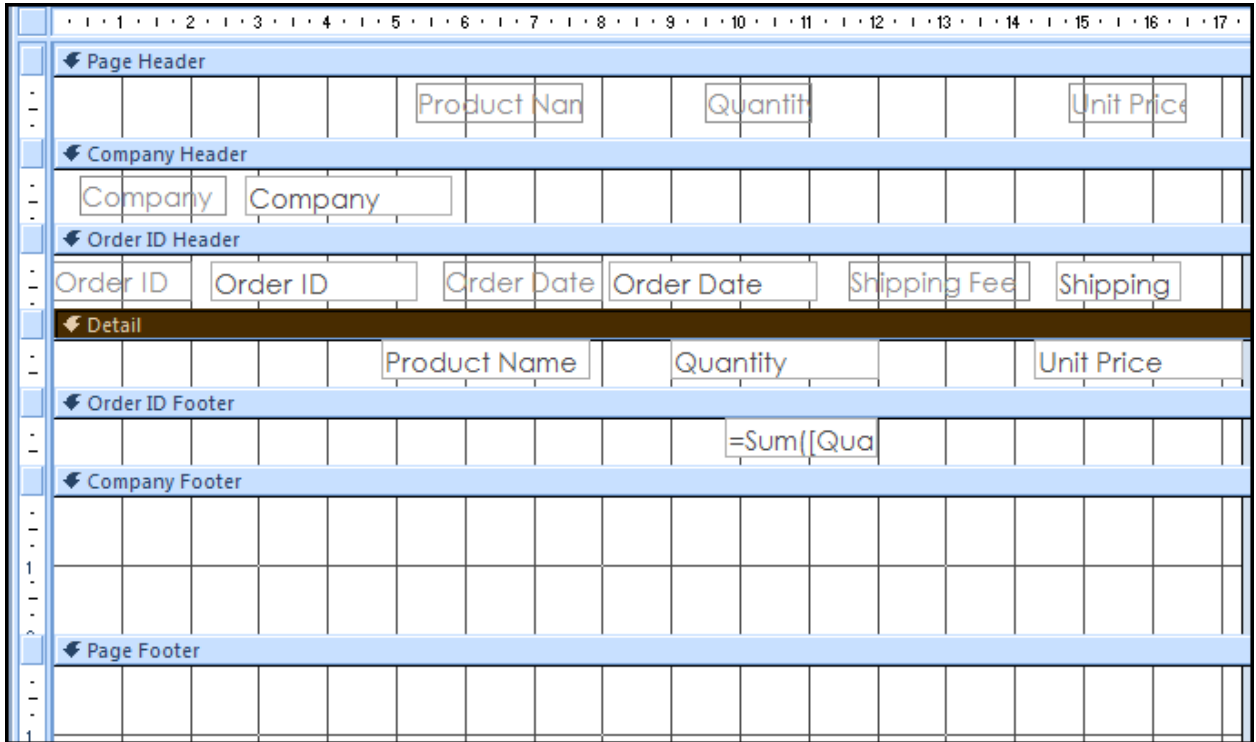 1 2 3 4 5 6 7 8 9 10 11 12 13 14 15 16 17
Page Header
Product Nan Quantit Unit Price
Company Header
Company Company
Order ID Header
Order ID Order ID Order Date Order Date Shipping Fee Shipping
Detail
Product Name Quantity Unit Price
Order ID Footer
=Sum([Qua
Company Footer
1
Page Footer
1